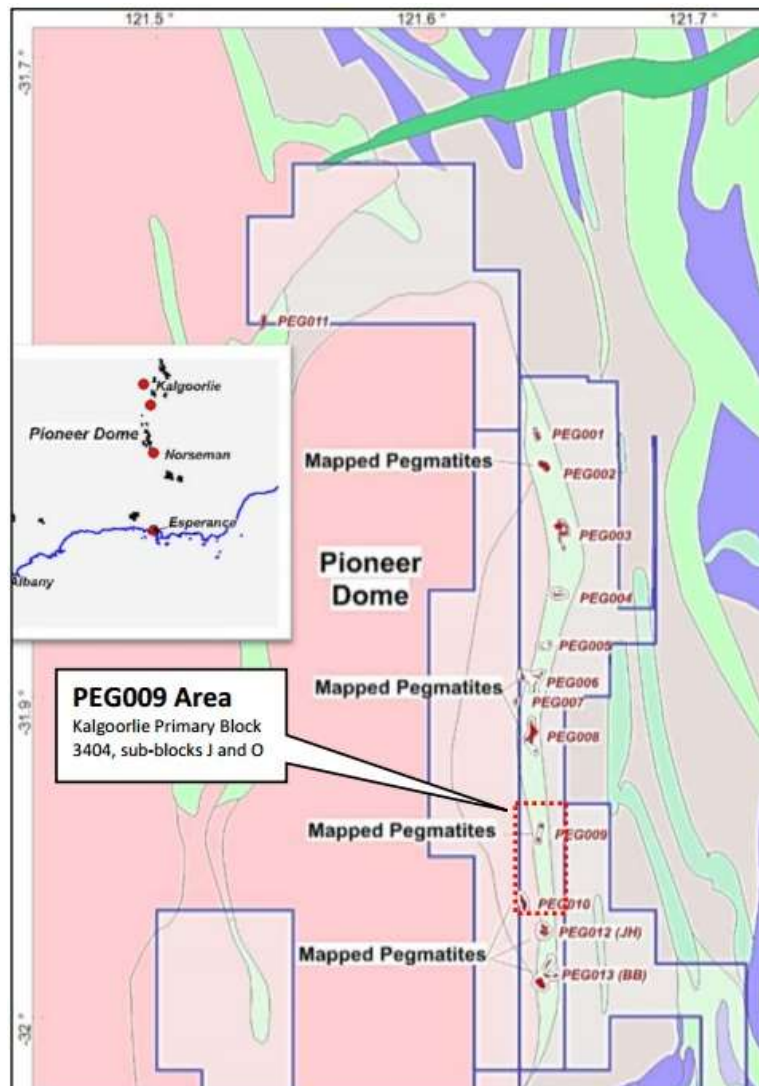 121.5 °
121.6 °
121.7 °
-31.7 °
PEG011
Kalgoorlie
Pioneer Dome
Norseman
Esperance
Albany
PEG001
Mapped Pegmatites
PEG002
PEG003
Pioneer
Dome
PEG004
PEG005
PEG006
Mapped Pegmatites
PEG007
PEG008
-31.9 °
PEG009 Area
Kalgoorlie Primary Block
3404, sub-blocks J and O
Mapped Pegmatites
PEG009
PEG010
PEG012 (JH)
Mapped Pegmatites
PEG013 (BB)
-32 °